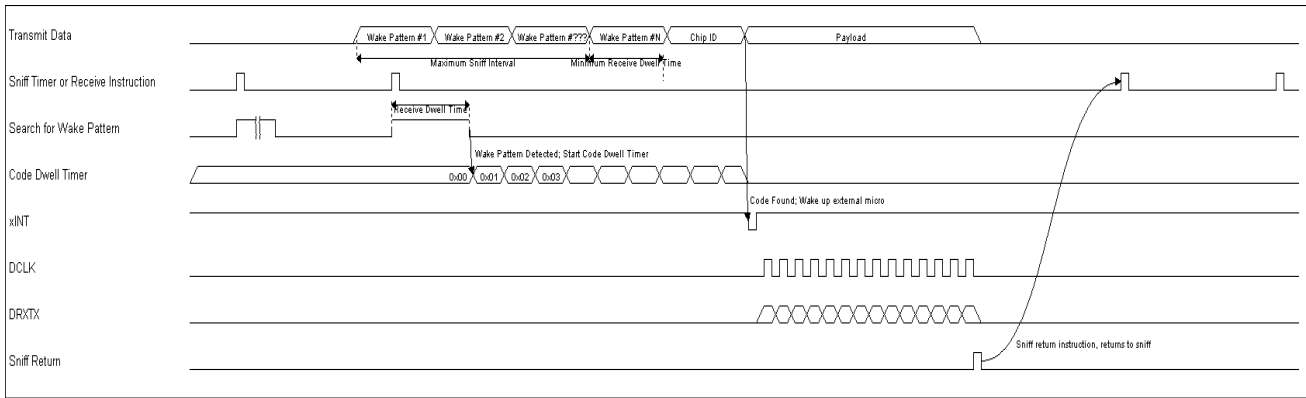 Transmit Data
Wake Pattern #1 Wake Pattern #2 Wake Pattern #??? Wake Pattern #N Chip ID Payload
Maximum Sniff Interval Minimum Receive Dwell Time
Sniff Timer or Receive Instruction
Receive Dwell Time
Search for Wake Pattern
Wake Pattern Detected; Start Code Dwell Timer
Code Dwell Timer
0x00 0x01 0x02 0x03
Code Found; Wake up external micro
xINT
DCLK
DRXTX
Sniff return instruction, returns to sniff
Sniff Return